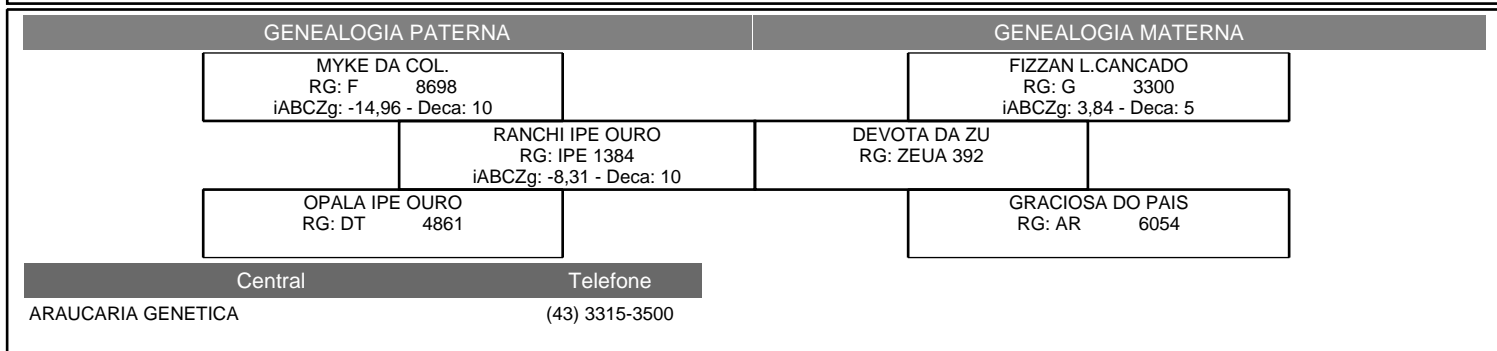 GENEALOGIA PATERNA GENEALOGIA MATERNA
MYKE DA COL.
RG: F 8698
iABCZg: -14,96 - Deca: 10
FIZZAN L.CANCADO
RG: G 3300
iABCZg: 3,84 - Deca: 5
RANCHI IPE OURO
RG: IPE 1384
iABCZg: -8,31 - Deca: 10
DEVOTA DA ZU
RG: ZEUA 392
OPALA IPE OURO
RG: DT 4861
GRACIOSA DO PAIS
RG: AR 6054
Central Telefone
ARAUCARIA GENETICA (43) 3315-3500